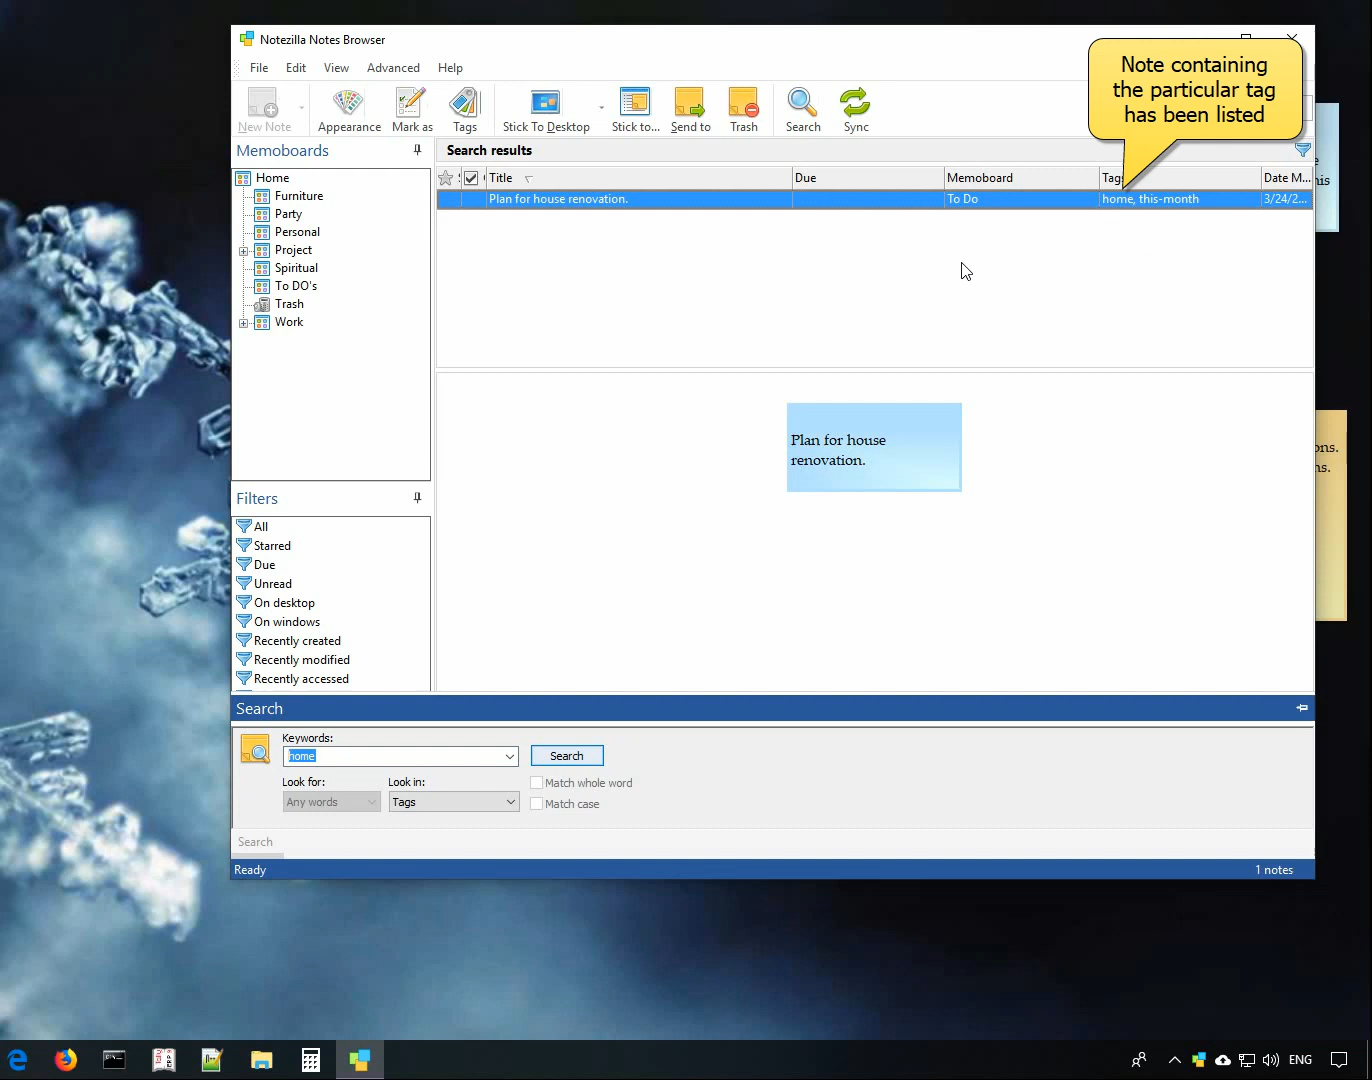 Notezilla Notes Browser
File Edit View Advanced Help
Note containing
the particular tag
has been listed
New Note Appearance Mark as Tags Stick To Desktop Stick to... Send to Trash Search Sync
Memoboards
Search results
Home
Furniture
Party
Personal
Project
Spiritual
To DO's
Trash
Work
Title Due Memoboard Tags Date M...
Plan for house renovation. To Do home, this-month 3/24/2...
Plan for house
renovation.
his
ons.
ns.
Filters
All
Starred
Due
Unread
On desktop
On windows
Recently created
Recently modified
Recently accessed
Search
Keywords:
home
Search
Look for: Look in:
Match whole word
Any words Tags
Match case
Search
Ready 1 notes
ENG